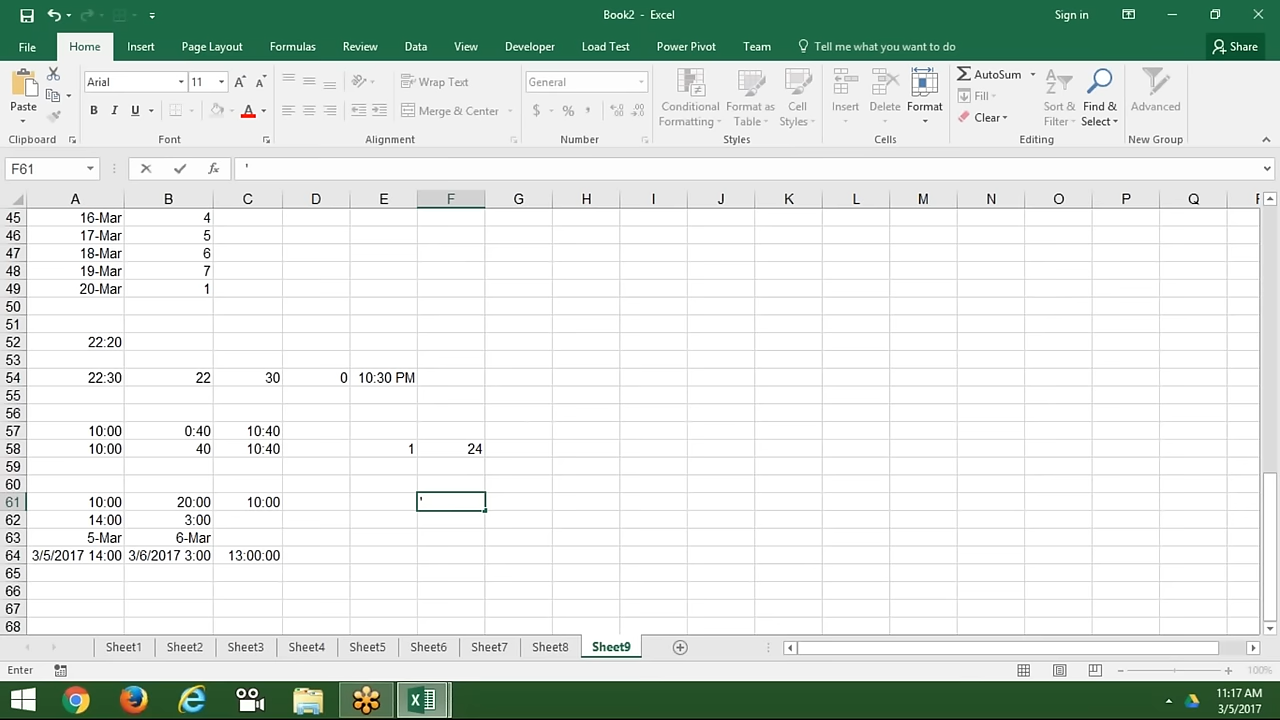 Book2 - Excel
Sign in
File Home Insert Page Layout Formulas Review Data View Developer Load Test Power Pivot Team Tell me what you want to do Share
Paste
Arial 11
B I U A
Wrap Text
Merge & Center
General
$ % ,
Conditional Formatting
Format as Table
Cell Styles
Insert Delete Format
AutoSum
Fill
Clear
Sort & Filter
Find & Select
Advanced
Clipboard Font Alignment Number Styles Cells Editing New Group
F61 fx '
A B C D E F G H I J K L M N O P Q
45 16-Mar 4
46 17-Mar 5
47 18-Mar 6
48 19-Mar 7
49 20-Mar 1
50
51
52 22:20
53
54 22:30 22 30 0 10:30 PM
55
56
57 10:00 0:40 10:40
58 10:00 40 10:40 1 24
59
60
61 10:00 20:00 10:00 '
62 14:00 3:00
63 5-Mar 6-Mar
64 3/5/2017 14:00 3/6/2017 3:00 13:00:00
65
66
67
68
Sheet1 Sheet2 Sheet3 Sheet4 Sheet5 Sheet6 Sheet7 Sheet8 Sheet9
Enter 100%
11:17 AM
3/5/2017